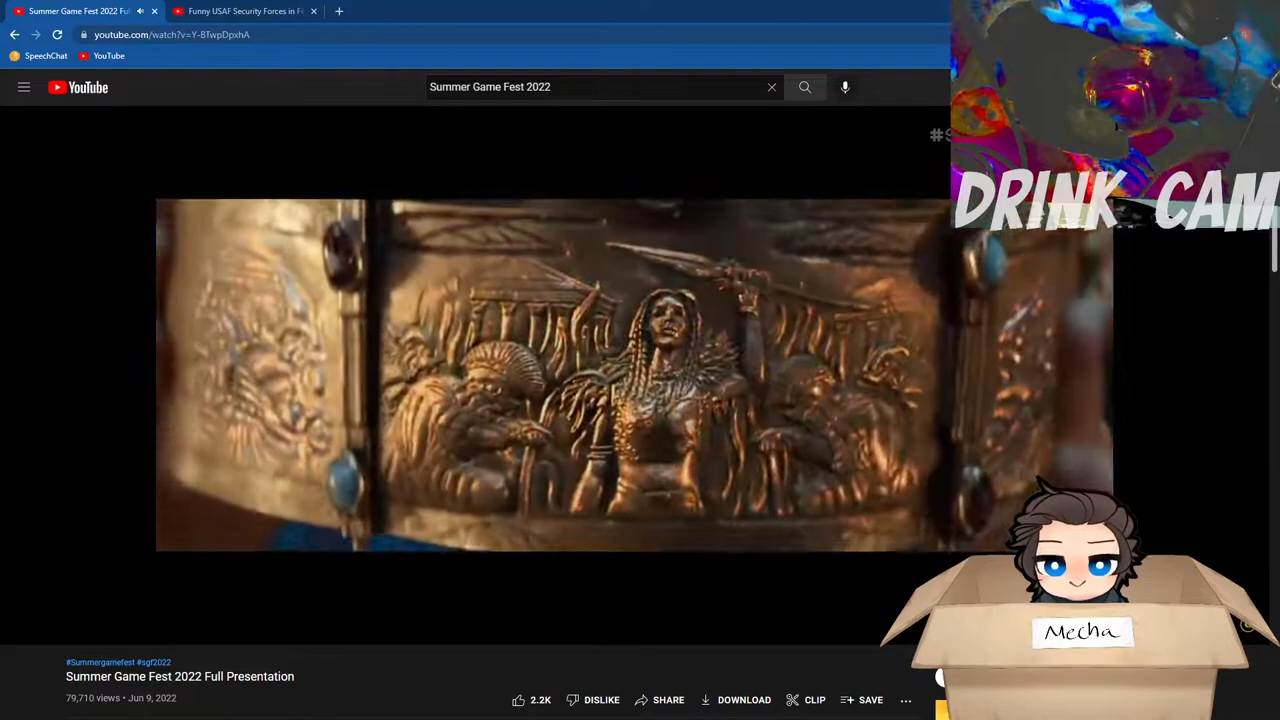 Summer Game Fest 2022 Ful
Funny USAF Security Forces in F
youtube.com/watch?v=Y-8TwpDpxhA
SpeechChat
YouTube
YouTube
Summer Game Fest 2022
DRINK CAM
Mecha
#Summergamefest #sgf2022
Summer Game Fest 2022 Full Presentation
79,710 views • Jun 9, 2022
2.2K
DISLIKE
SHARE
DOWNLOAD
CLIP
SAVE